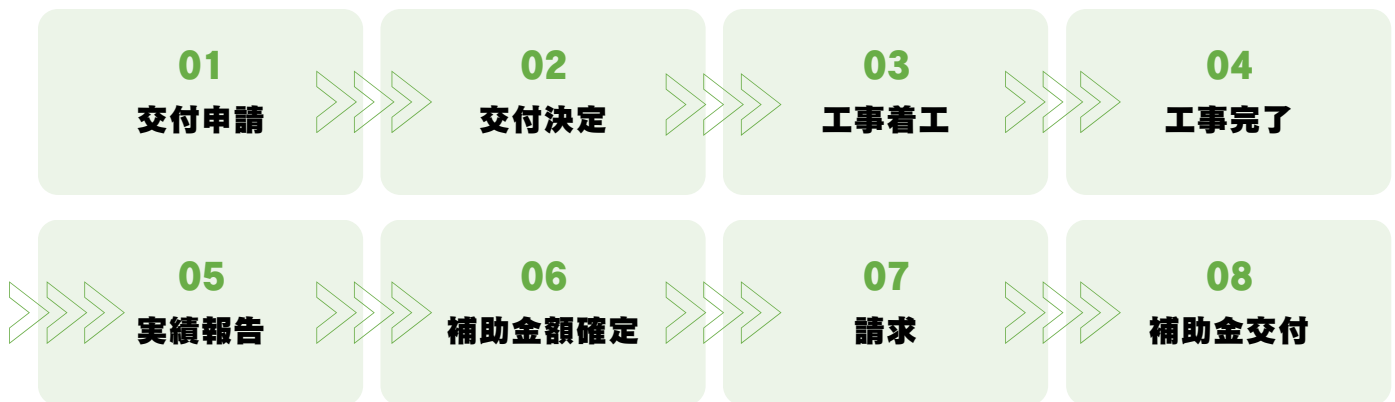 01
交付申請
02
交付決定
03
工事着工
04
工事完了
05
実績報告
06
補助金額確定
07
請求
08
補助金交付